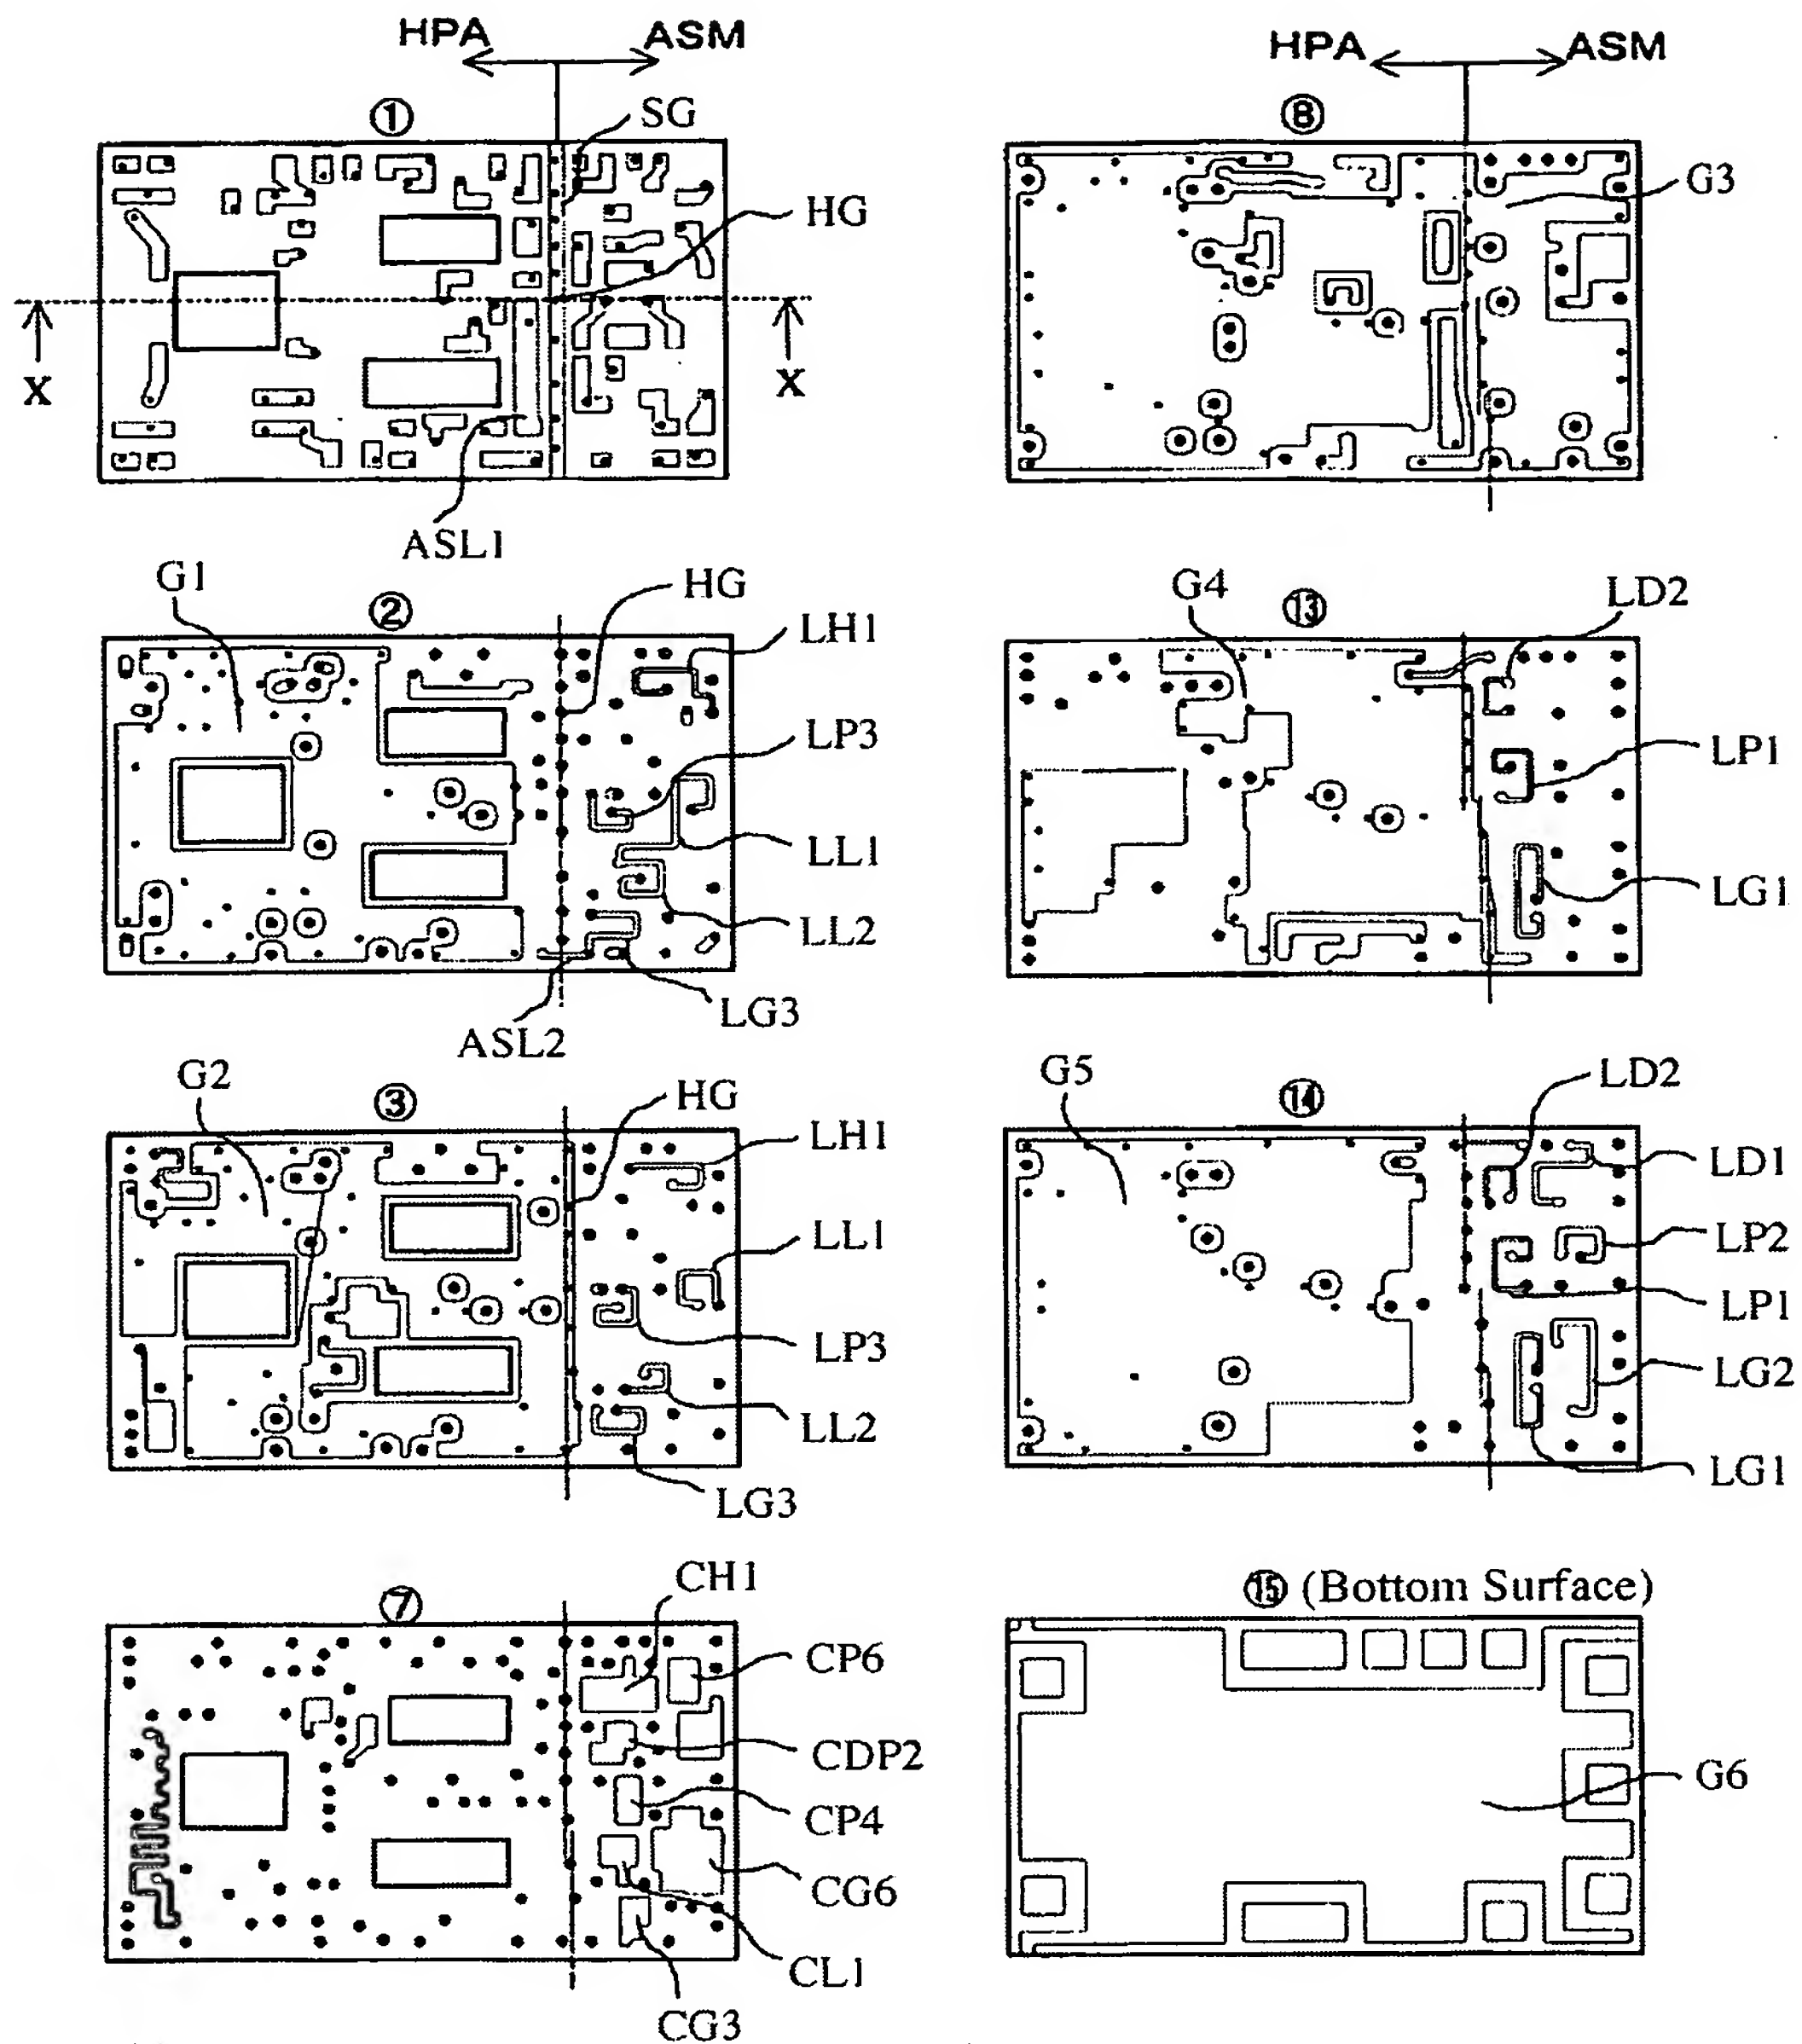 HPA ASM
①
SG
HG
X X
ASL1
G1
②
HG
LH1
LP3
LL1
LL2
LG3
ASL2
G2
③
HG
LH1
LL1
LP3
LL2
LG3
⑦
CH1
CP6
CDP2
CP4
CG6
CL1
CG3
HPA ASM
⑧
G3
G4
⑬
LD2
LP1
LG1
G5
⑭
LD2
LD1
LP2
LP1
LG2
LG1
⑮ (Bottom Surface)
G6